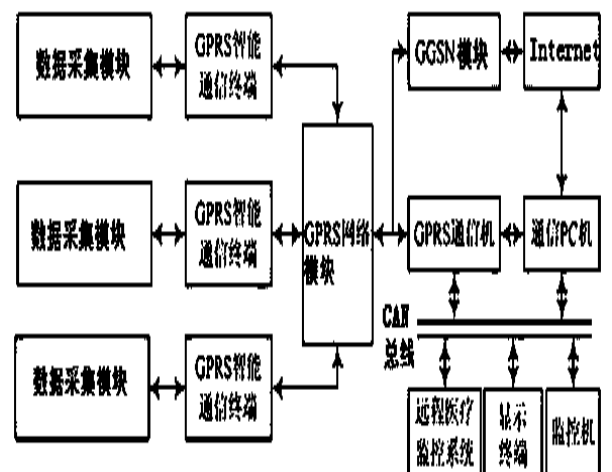 数据采集模块
GPRS智能
通信终端
GGSN模块
Internet
数据采集模块
GPRS智能
通信终端
GPRS网络
模块
GPRS通信机
通信PC机
CAN
总线
数据采集模块
GPRS智能
通信终端
远程医疗
监控系统
显示
终端
监控机